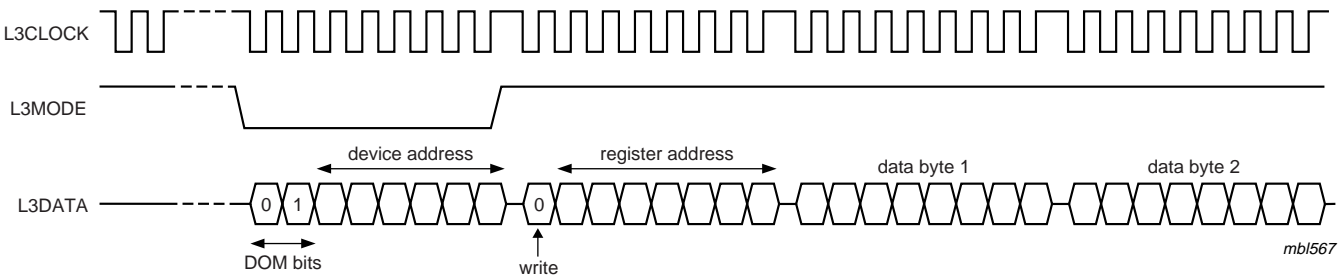 L3CLOCK
L3MODE
device address
register address
data byte 1
data byte 2
L3DATA
0 1
0
DOM bits
write
mbl567